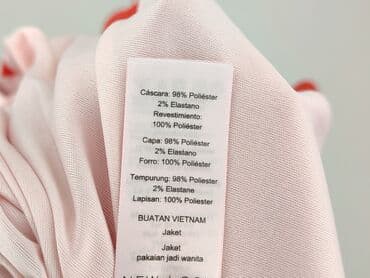 Cáscara: 98% Poliéster
2% Elastano
Revestimiento:
100% Poliéster
Capa: 98% Poliéster
2% Elastano
Forro: 100% Poliéster
Tempurung: 98% Poliester
2% Elastane
Lapisan: 100% Poliester
BUATAN VIETNAM
Jaket
Jaket
pakaian jadi wanita